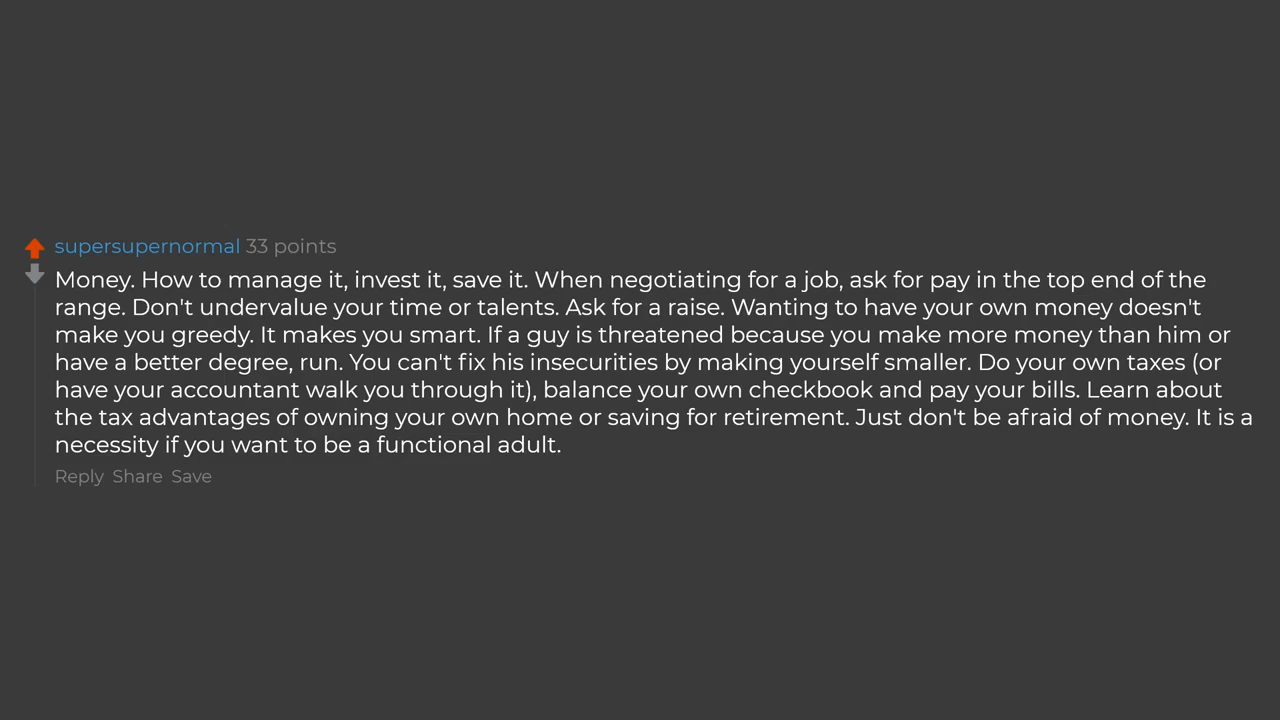 supersupernormal 33 points
Money. How to manage it, invest it, save it. When negotiating for a job, ask for pay in the top end of the
range. Don't undervalue your time or talents. Ask for a raise. Wanting to have your own money doesn't
make you greedy. It makes you smart. If a guy is threatened because you make more money than him or
have a better degree, run. You can't fix his insecurities by making yourself smaller. Do your own taxes (or
have your accountant walk you through it), balance your own checkbook and pay your bills. Learn about
the tax advantages of owning your own home or saving for retirement. Just don't be afraid of money. It is a
necessity if you want to be a functional adult.
Reply Share Save